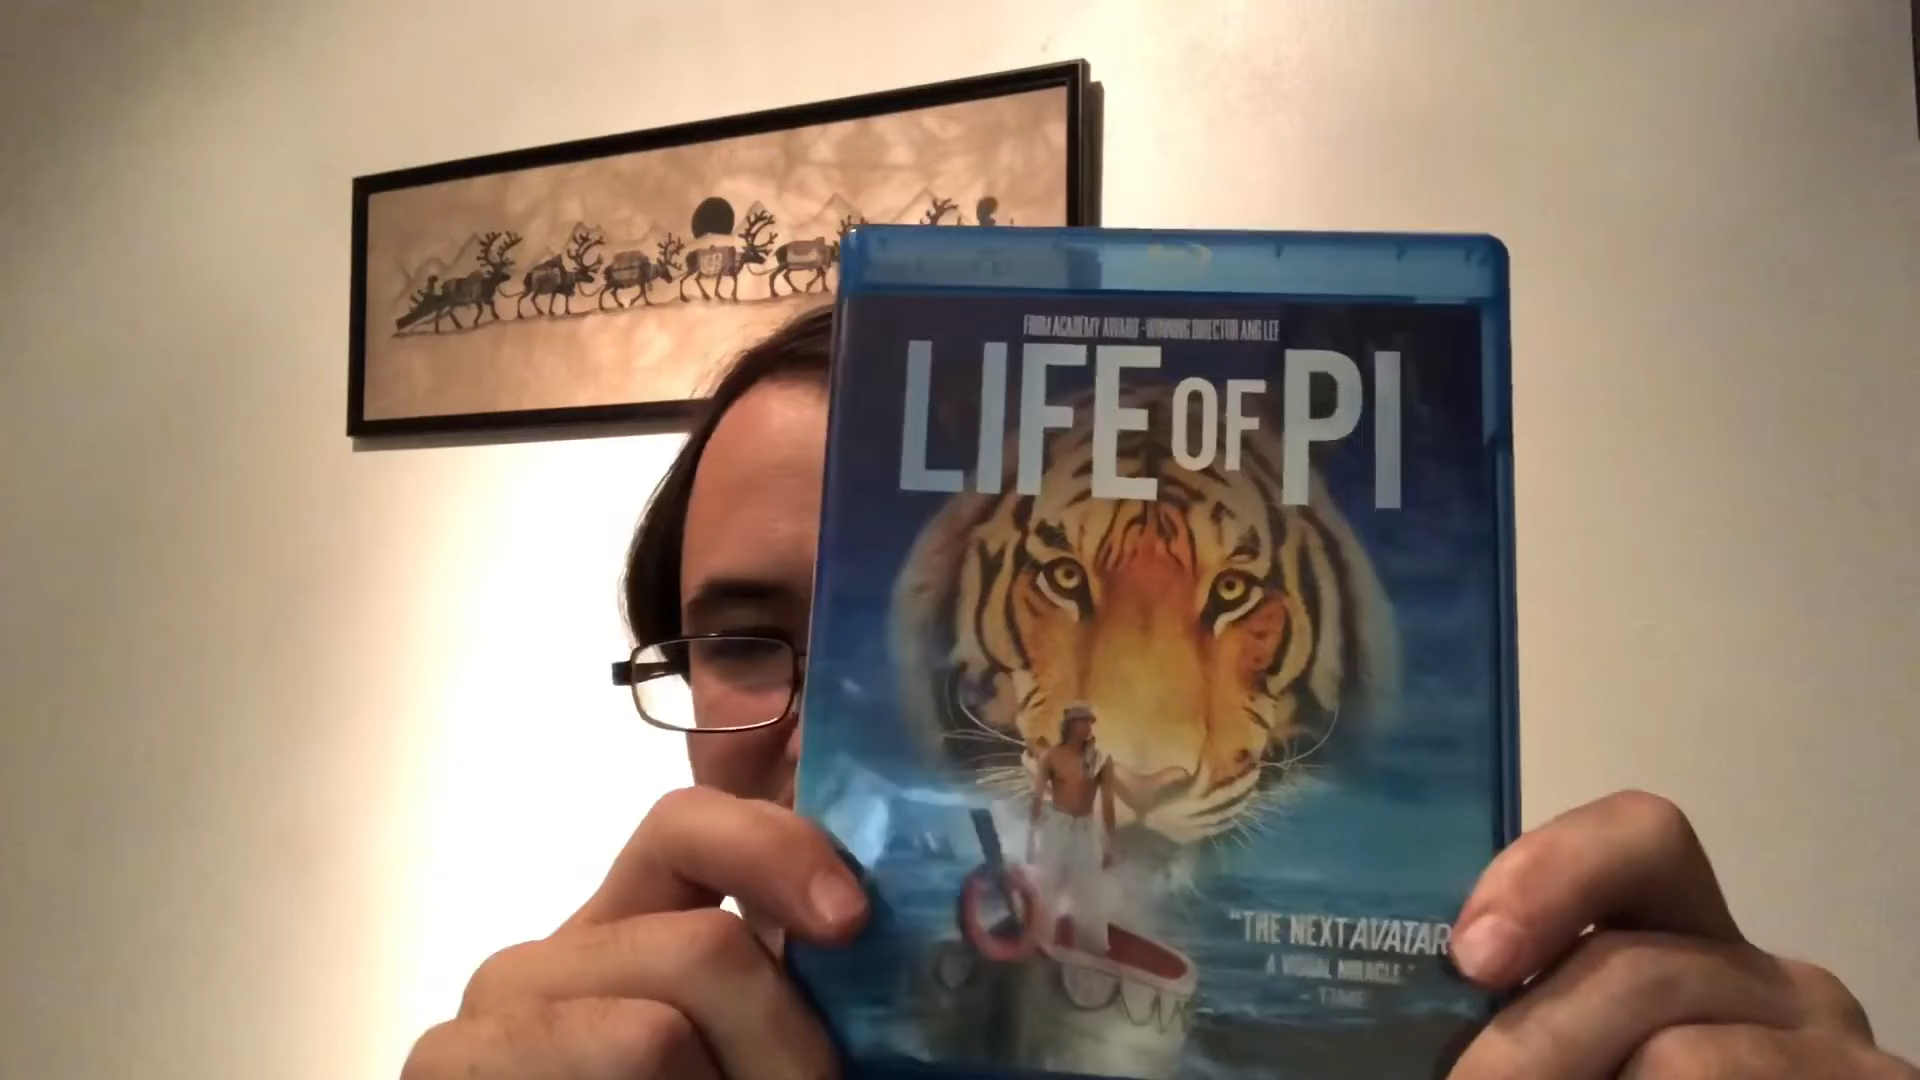 FROM ACADEMY AWARD-WINNING DIRECTOR ANG LEE
LIFE OF PI
"THE NEXT AVATAR
A VISUAL MIRACLE."
- TIME